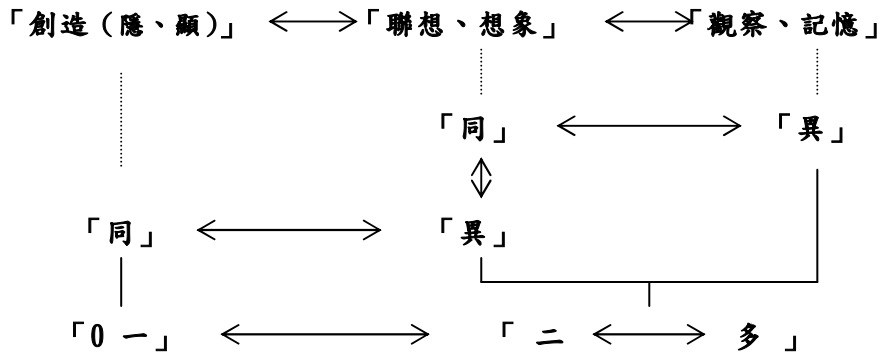 「創造（隱、顯）」 「聯想、想象」 「觀察、記憶」
「同」 「異」
「同」 「異」
「0 一」 「 二 多 」